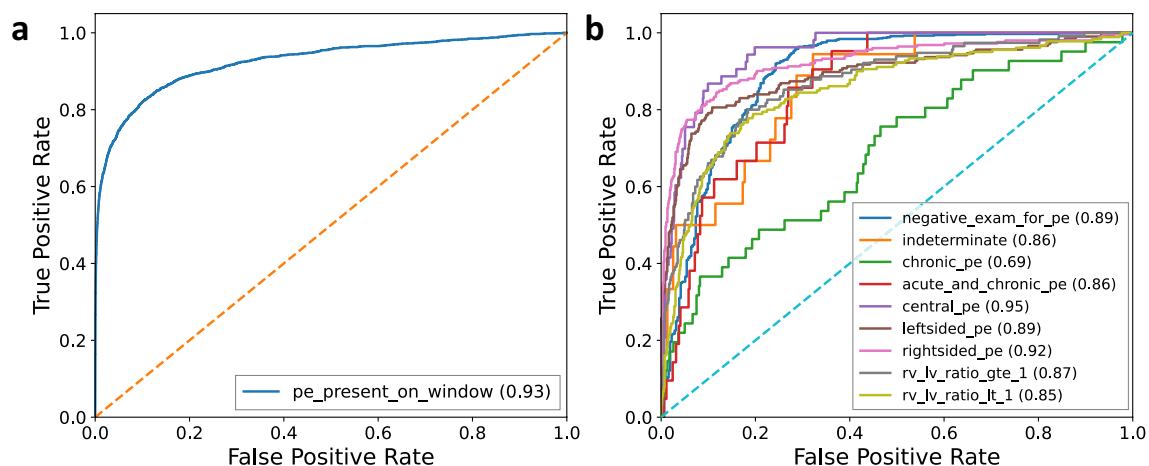 a
1.0
0.8
0.6
0.4
0.2
0.0
True Positive Rate
pe_present_on_window (0.93)
0.0 0.2 0.4 0.6 0.8 1.0
False Positive Rate
b
1.0
0.8
0.6
0.4
0.2
0.0
True Positive Rate
negative_exam_for_pe (0.89)
indeterminate (0.86)
chronic_pe (0.69)
acute_and_chronic_pe (0.86)
central_pe (0.95)
leftsided_pe (0.89)
rightsided_pe (0.92)
rv_lv_ratio_gte_1 (0.87)
rv_lv_ratio_lt_1 (0.85)
0.0 0.2 0.4 0.6 0.8 1.0
False Positive Rate